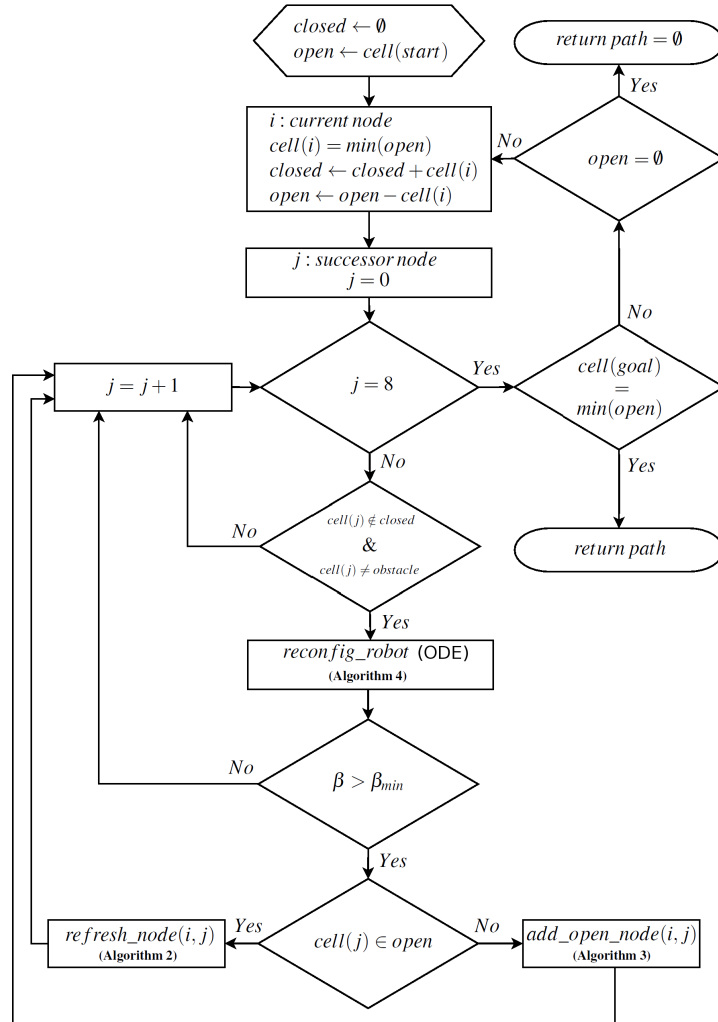 closed ← ∅
open ← cell(start)
return path = ∅
Yes
i : current node
cell(i) = min(open)
closed ← closed + cell(i)
open ← open − cell(i)
No
open = ∅
j : successor node
j = 0
No
j = j + 1
j = 8
Yes
cell(goal)
=
min(open)
No
Yes
cell(j) ∉ closed
&
cell(j) ≠ obstacle
No
return path
Yes
reconfig_robot (ODE)
(Algorithm 4)
No
β > β_min
Yes
refresh_node(i, j)
(Algorithm 2)
Yes
cell(j) ∈ open
No
add_open_node(i, j)
(Algorithm 3)